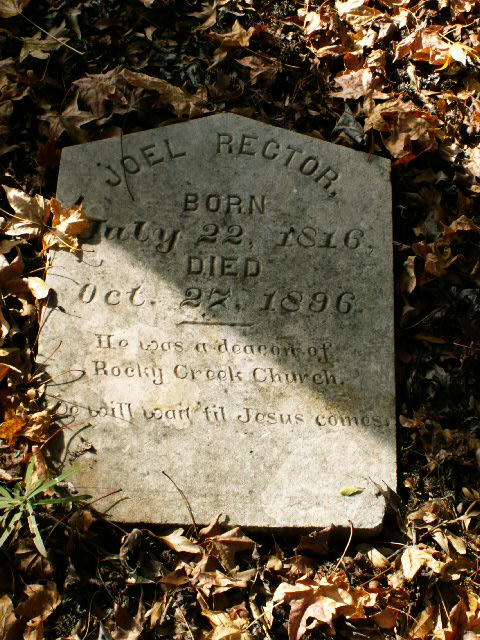 JOEL RECTOR,
BORN
July 22, 1816,
DIED
Oct. 27, 1896.
He was a deacon of
Rocky Creek Church.
We will wait 'til Jesus comes.